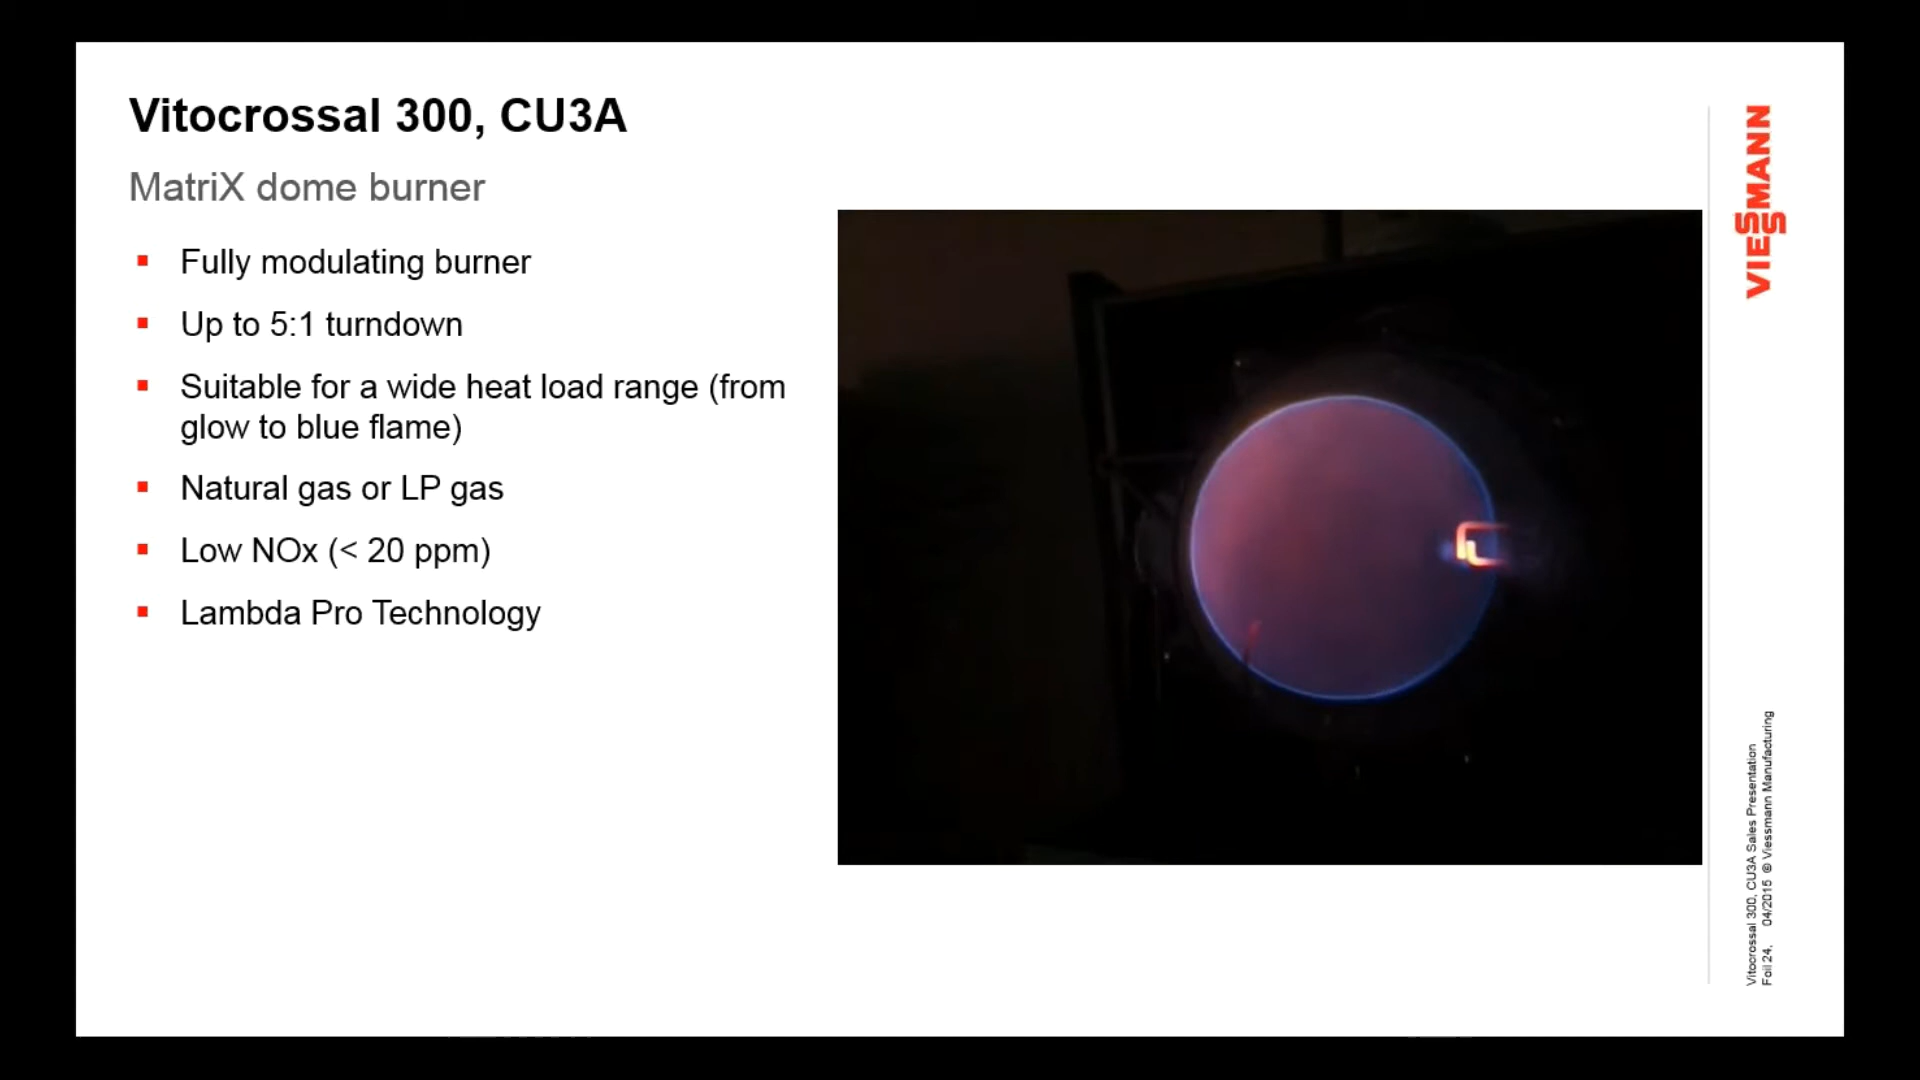 Vitocrossal 300, CU3A
MatriX dome burner
Fully modulating burner
Up to 5:1 turndown
Suitable for a wide heat load range (from
glow to blue flame)
Natural gas or LP gas
Low NOx (< 20 ppm)
Lambda Pro Technology
VIESSMANN
Vitocrossal 300, CU3A Sales Presentation
Foil 24, 04/2015 © Viessmann Manufacturing